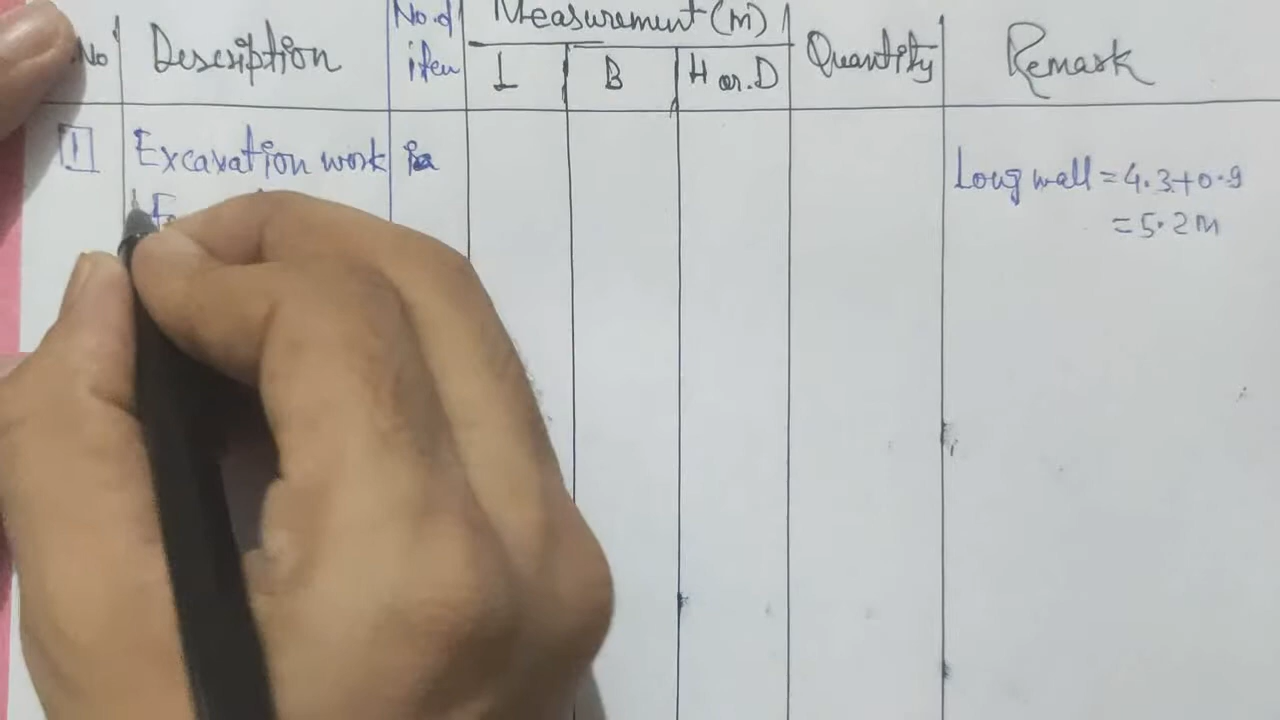 No Description No. of item Measurement (m) Quantity Remark
L B H or. D
1 Excavation work
Long wall = 4.3+0.9
= 5.2m